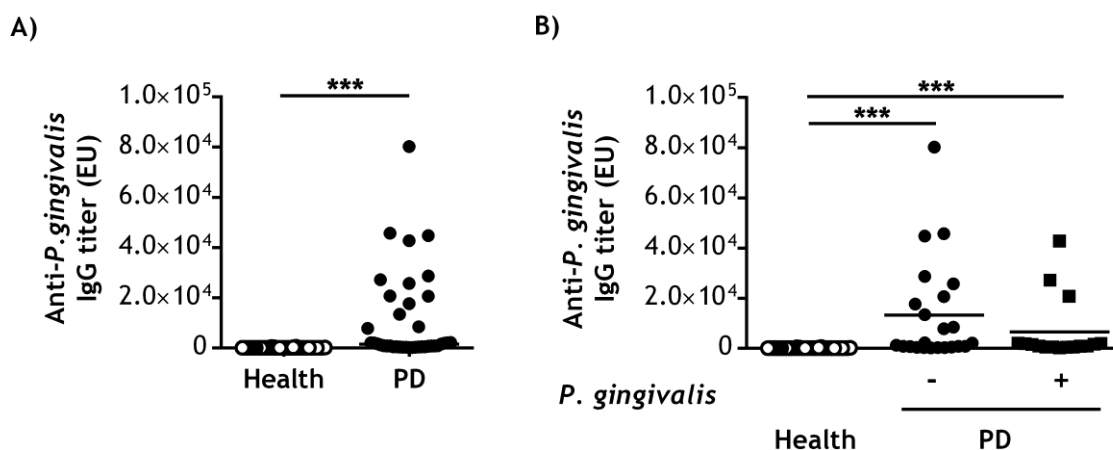 A)
Anti-P.gingivalis
IgG titer (EU)
1.0×10⁵
8.0×10⁴
6.0×10⁴
4.0×10⁴
2.0×10⁴
0
***
Health PD
B)
Anti-P. gingivalis
IgG titer (EU)
1.0×10⁵
8.0×10⁴
6.0×10⁴
4.0×10⁴
2.0×10⁴
0
***
***
P. gingivalis - +
Health PD